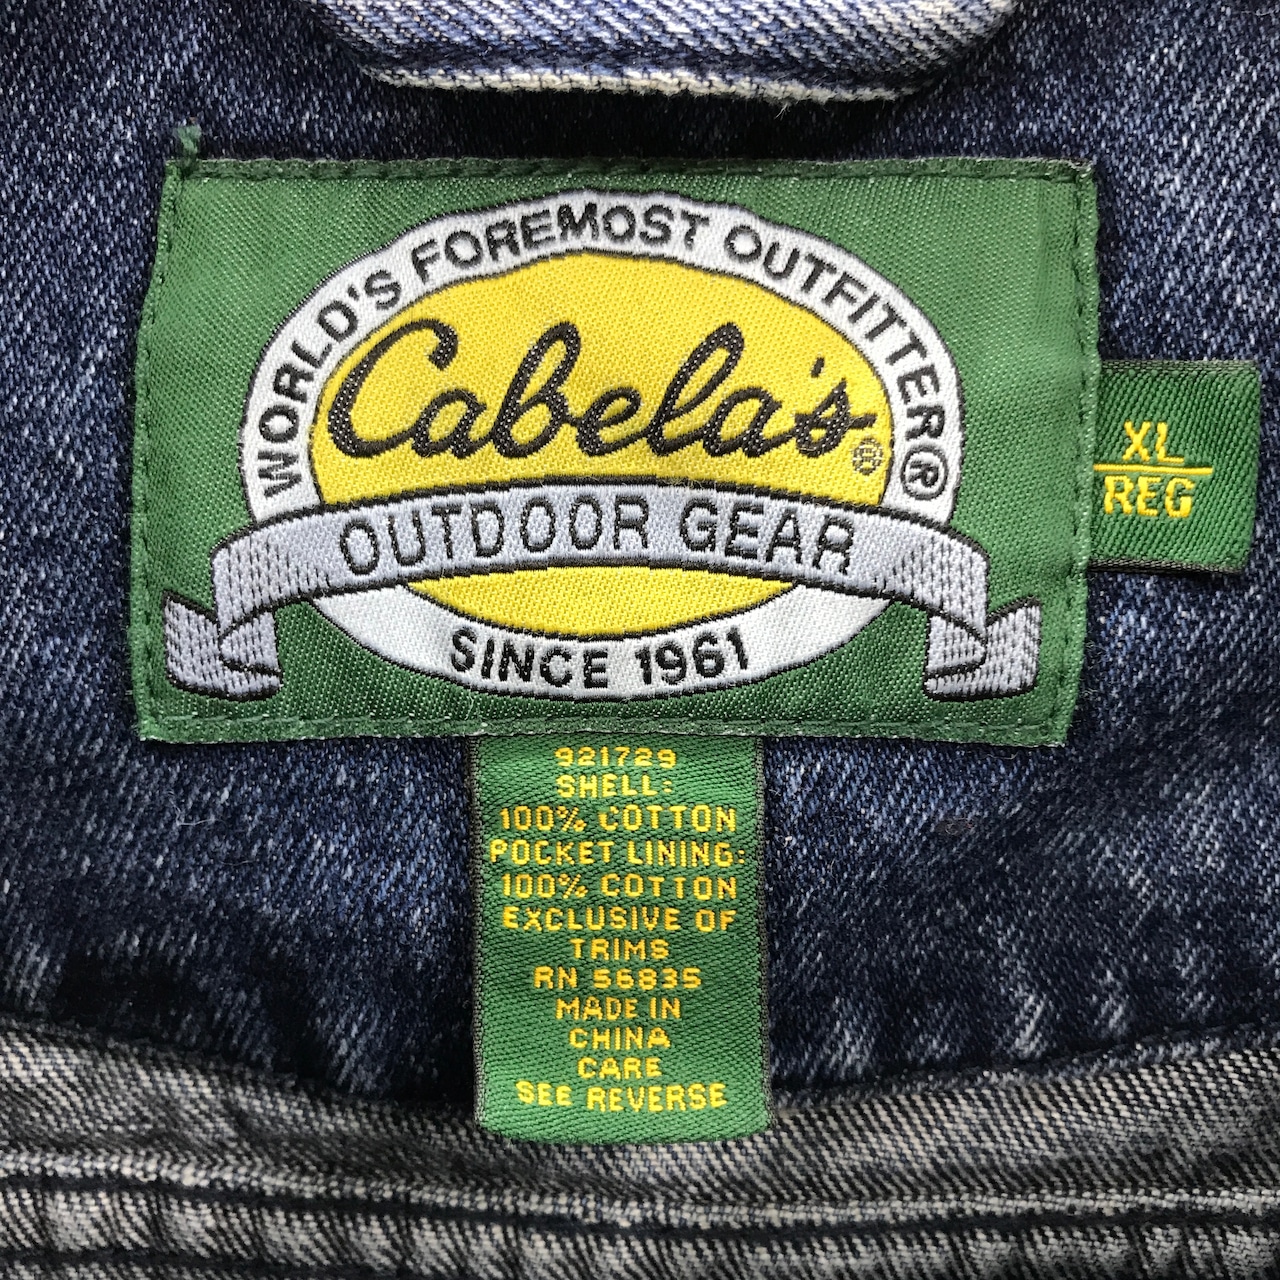 WORLD'S FOREMOST OUTFITTER®
Cabela's®
OUTDOOR GEAR
SINCE 1961
XL
REG
921729
SHELL:
100% COTTON
POCKET LINING:
100% COTTON
EXCLUSIVE OF
TRIMS
RN 56835
MADE IN
CHINA
CARE
SEE REVERSE